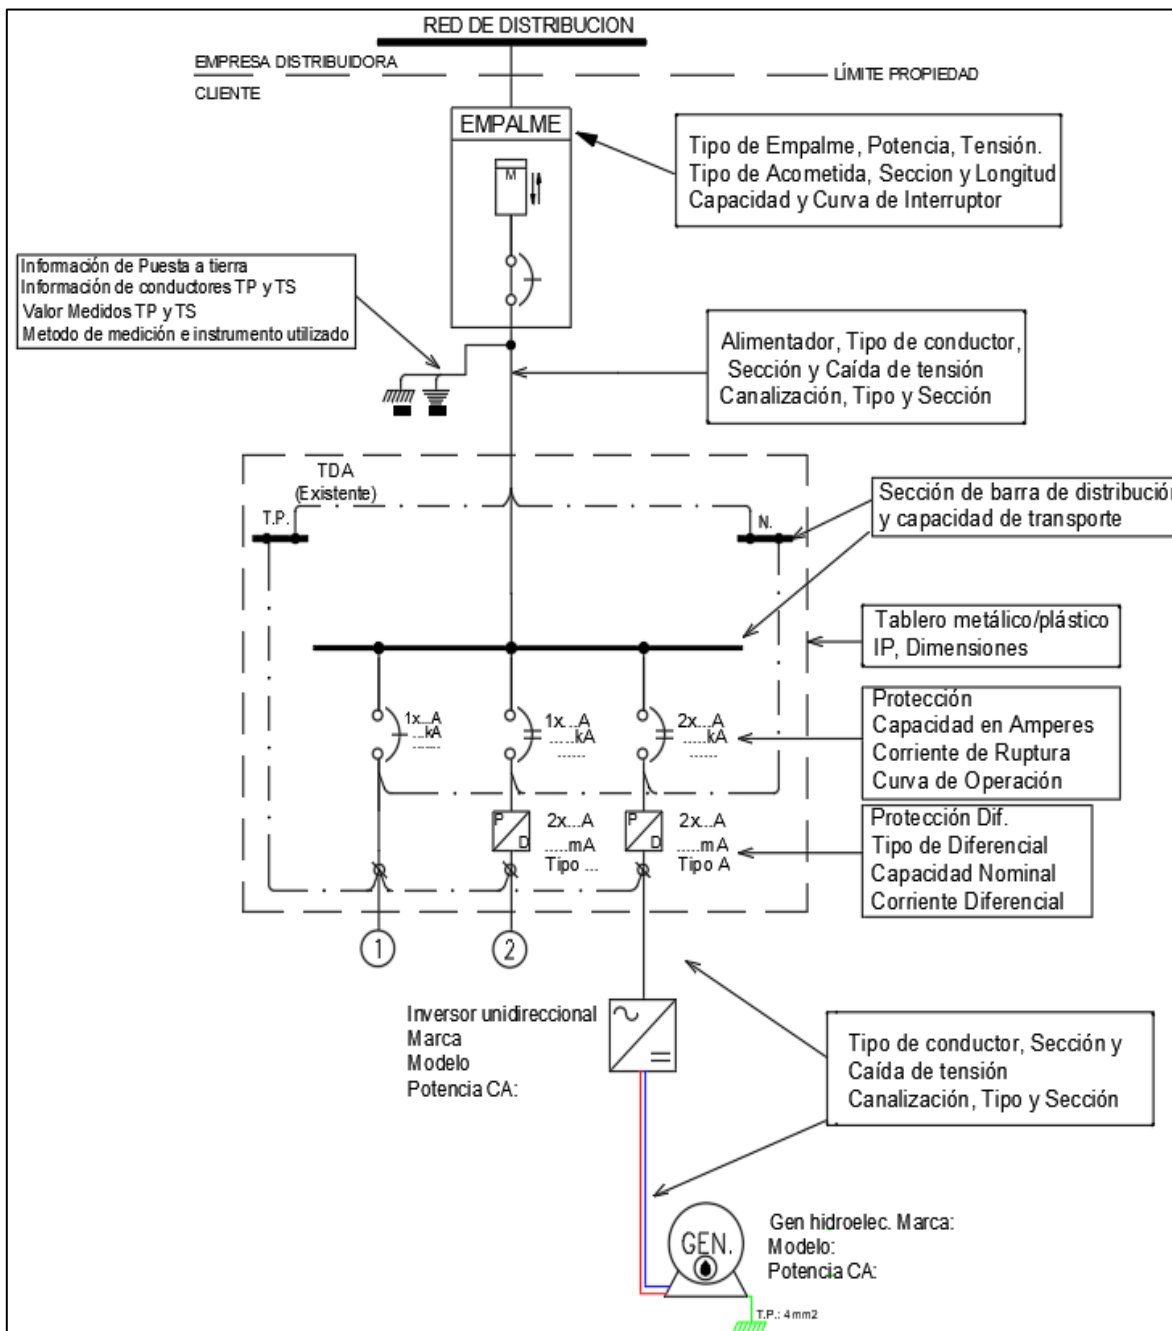 RED DE DISTRIBUCION
EMPRESA DISTRIBUIDORA
LÍMITE PROPIEDAD
CLIENTE
EMPALME
M
Tipo de Empalme, Potencia, Tensión.
Tipo de Acometida, Seccion y Longitud
Capacidad y Curva de Interruptor
Información de Puesta a tierra
Información de conductores TP y TS
Valor Medidos TP y TS
Metodo de medición e instrumento utilizado
Alimentador, Tipo de conductor,
Sección y Caída de tensión
Canalización, Tipo y Sección
TDA
(Existente)
T.P.
N.
Sección de barra de distribución
y capacidad de transporte
Tablero metálico/plástico
IP, Dimensiones
1x...A
...kA
.......
1x...A
.....kA
......
2x...A
.....kA
......
Protección
Capacidad en Amperes
Corriente de Ruptura
Curva de Operación
P
D
2x...A
.....mA
Tipo ...
P
D
2x...A
.....mA
Tipo A
Protección Dif.
Tipo de Diferencial
Capacidad Nominal
Corriente Diferencial
1
2
Inversor unidireccional
Marca
Modelo
Potencia CA:
Tipo de conductor, Sección y
Caída de tensión
Canalización, Tipo y Sección
GEN.
Gen hidroelec. Marca:
Modelo:
Potencia CA:
T.P.: 4mm2